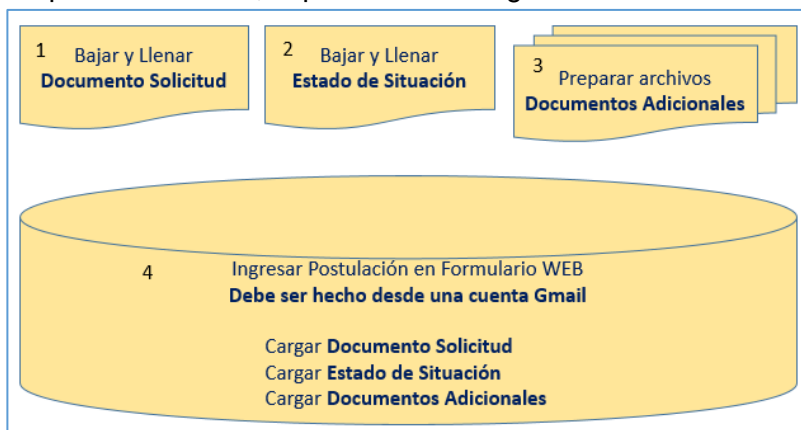 1 Bajar y Llenar
Documento Solicitud
2 Bajar y Llenar
Estado de Situación
3 Preparar archivos
Documentos Adicionales
4 Ingresar Postulación en Formulario WEB
Debe ser hecho desde una cuenta Gmail
Cargar Documento Solicitud
Cargar Estado de Situación
Cargar Documentos Adicionales